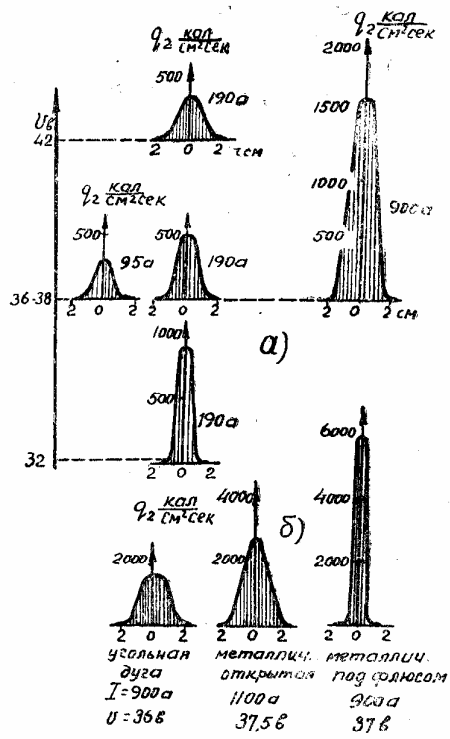 q₂ кал/см²сек
500
190а
2 0 2 ч см
q₂ кал/см²сек
2000
1500
1000
500
900а
2 0 2 см
Uв
42
36-38
32
q₂ кал/см²сек
500
95а
2 0 2
500
190а
2 0 2
а)
1000
500
190а
2 0 2
q₂ кал/см²сек
2000
2 0 2
угольная
дуга
I=900а
U=36в
4000
2000
2 0 2
металлич.
открытая
1100а
37,5в
б)
6000
4000
2000
2 0 2
металлич.
под флюсом
900а
37в